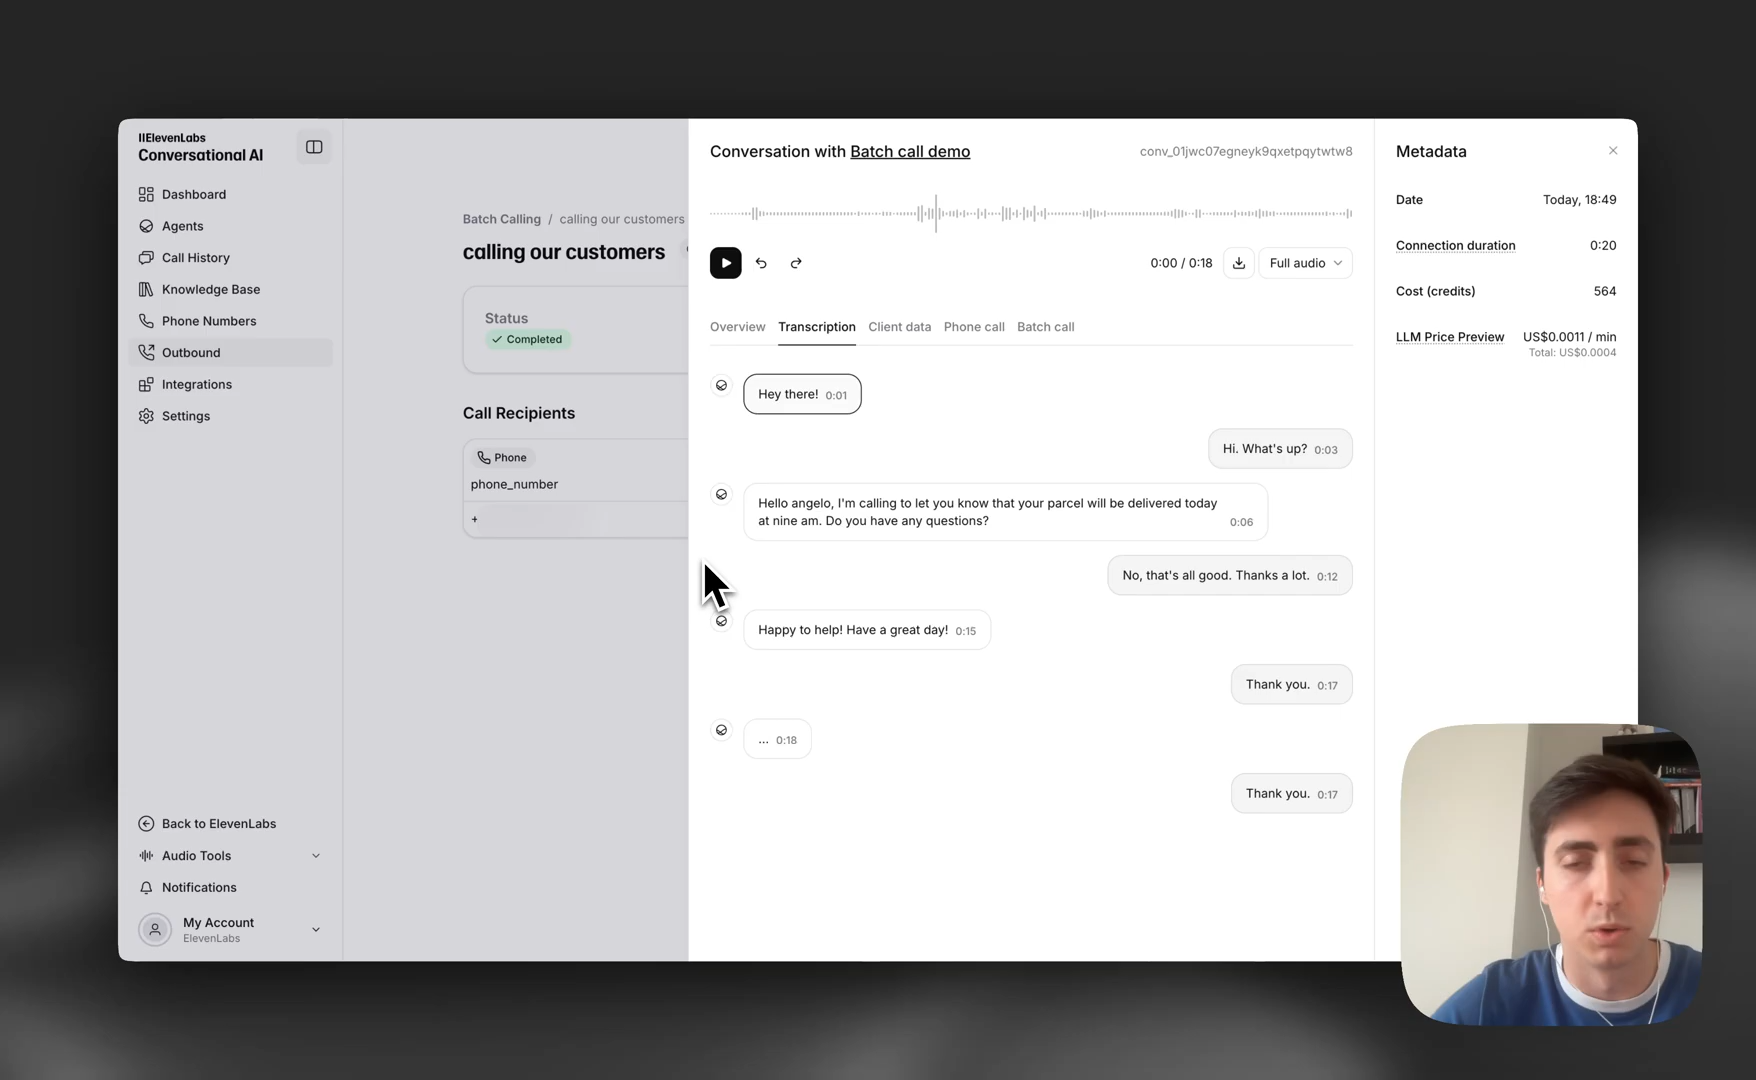 IIElevenLabs
Conversational AI
Dashboard
Agents
Call History
Knowledge Base
Phone Numbers
Outbound
Integrations
Settings
Back to ElevenLabs
Audio Tools
Notifications
My Account
ElevenLabs
Batch Calling / calling our customers
calling our customers
Status
Completed
Call Recipients
Phone
phone_number
+
Conversation with Batch call demo
conv_01jwc07egneyk9qxetpqytwtw8
0:00 / 0:18
Full audio
Overview Transcription Client data Phone call Batch call
Hey there! 0:01
Hi. What's up? 0:03
Hello angelo, I'm calling to let you know that your parcel will be delivered today
at nine am. Do you have any questions? 0:06
No, that's all good. Thanks a lot. 0:12
Happy to help! Have a great day! 0:15
Thank you. 0:17
... 0:18
Thank you. 0:17
Metadata
Date Today, 18:49
Connection duration 0:20
Cost (credits) 564
LLM Price Preview US$0.0011 / min
Total: US$0.0004